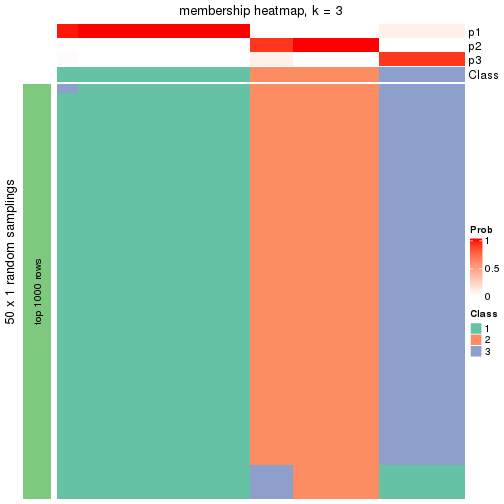 membership heatmap, k = 3
p1
p2
p3
Class
50 x 1 random samplings
top 1000 rows
Prob
1
0.5
0
Class
1
2
3